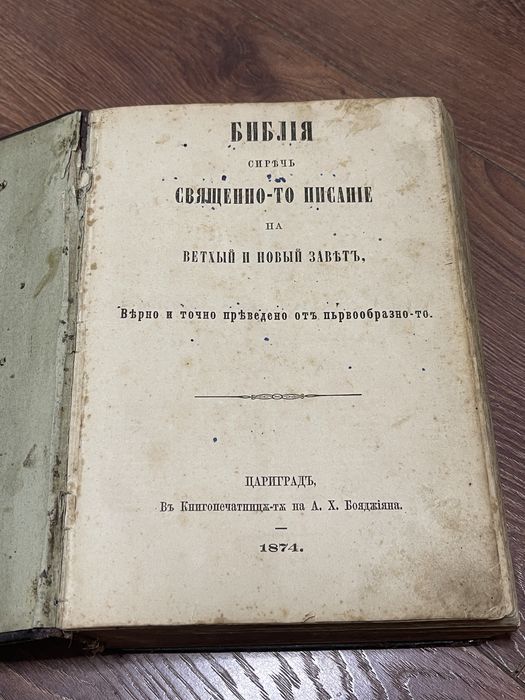 БИБЛІЯ
СИРѢЧЬ
СВЯЩЕННО-ТО ПИСАНІЕ
НА
ВЕТХЫЙ И НОВЫЙ ЗАВѢТЪ,
Вѣрно и точно прѣведено отъ първообразно-то.
ЦАРИГРАДЪ,
Въ Книгопечатницѫ-тѫ на А. Х. Бояджіяна.
1874.